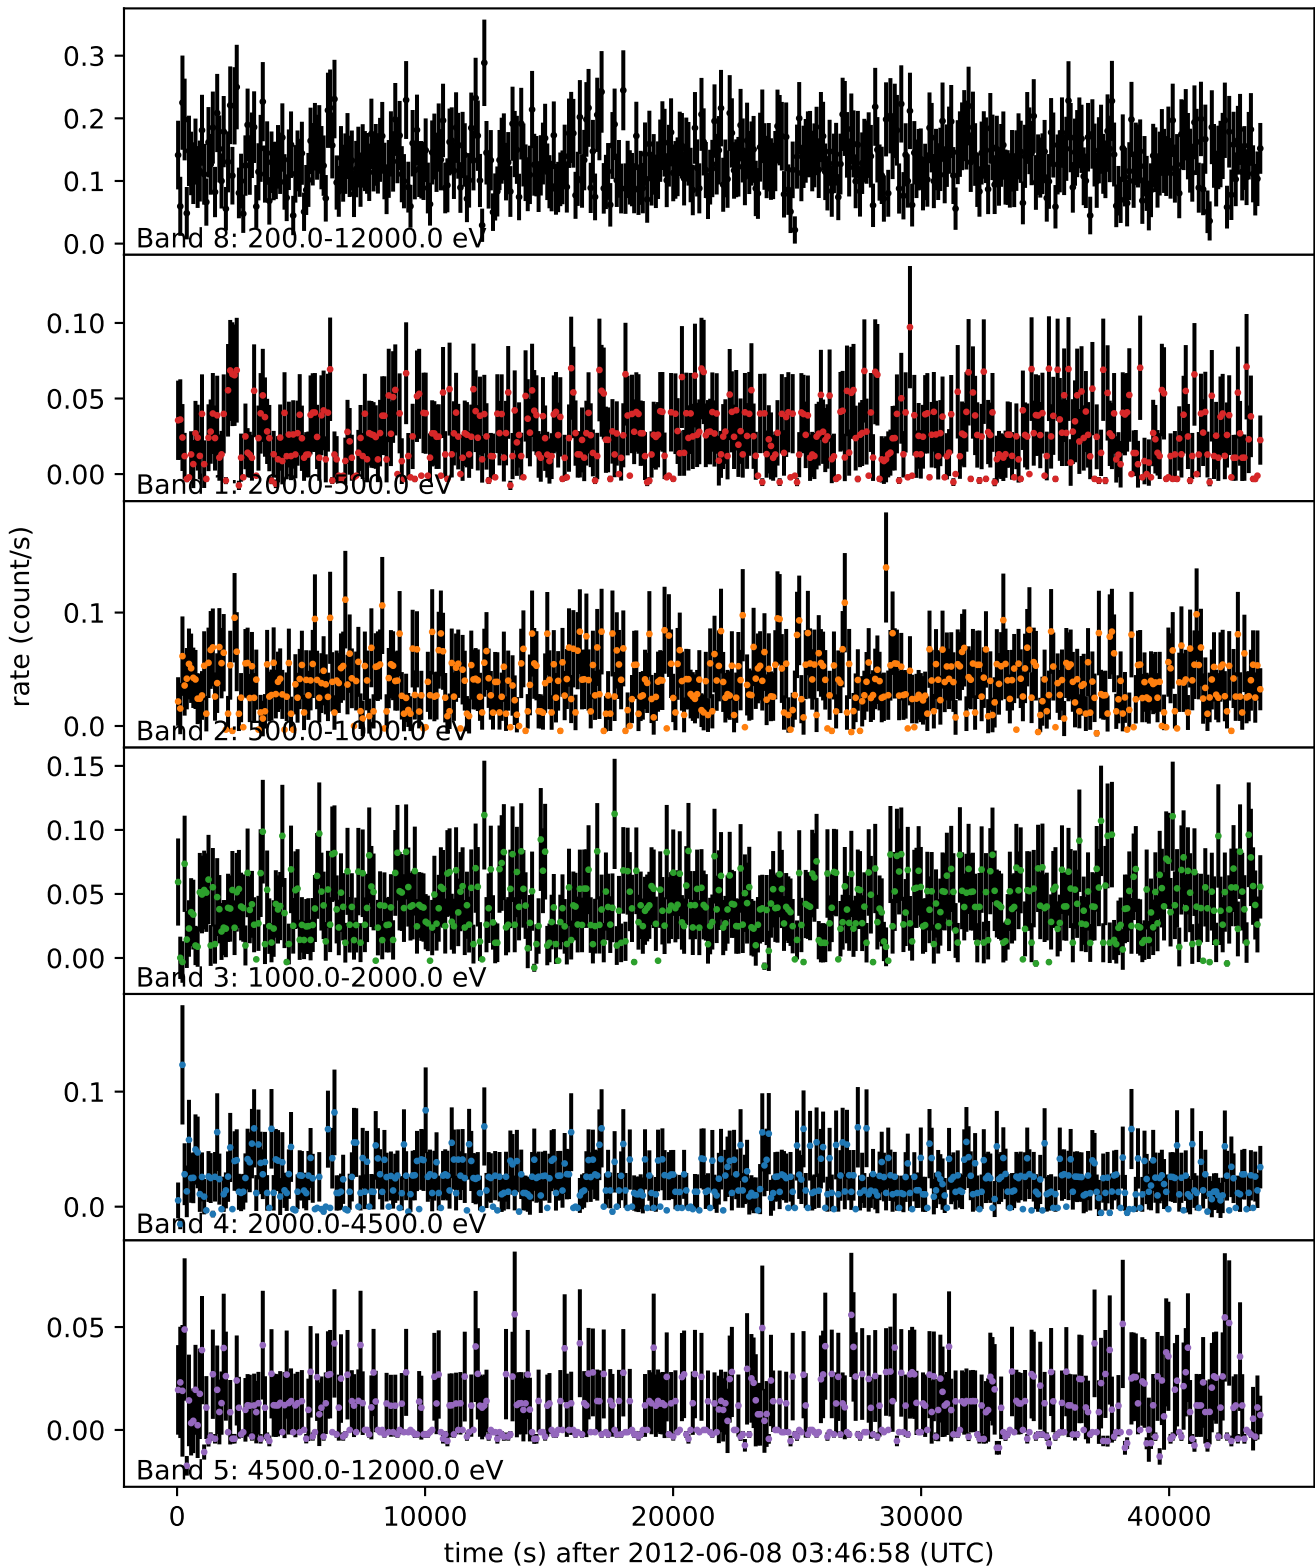 0.3
0.2
0.1
0.0
Band 8: 200.0-12000.0 eV
0.10
0.05
0.00
Band 1: 200.0-500.0 eV
rate (count/s)
0.1
0.0
Band 2: 500.0-1000.0 eV
0.15
0.10
0.05
0.00
Band 3: 1000.0-2000.0 eV
0.1
0.0
Band 4: 2000.0-4500.0 eV
0.05
0.00
Band 5: 4500.0-12000.0 eV
0 10000 20000 30000 40000
time (s) after 2012-06-08 03:46:58 (UTC)